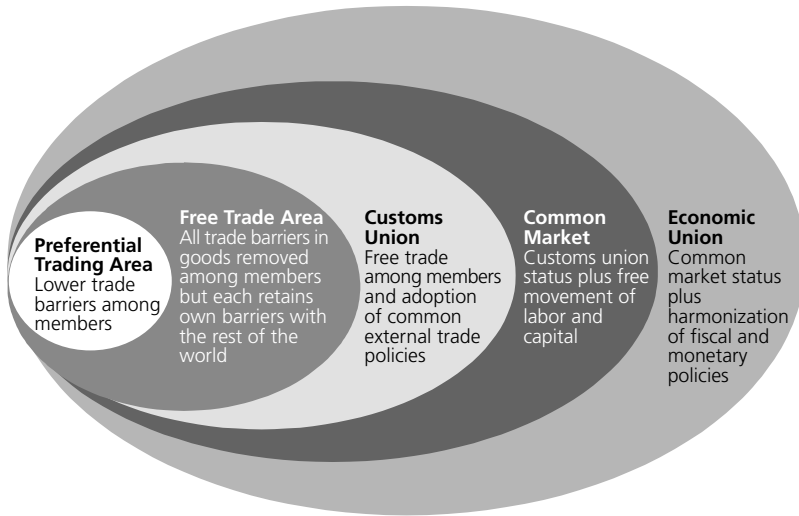 Preferential
Trading Area
Lower trade
barriers among
members
Free Trade Area
All trade barriers in
goods removed
among members
but each retains
own barriers with
the rest of the
world
Customs
Union
Free trade
among members
and adoption
of common
external trade
policies
Common
Market
Customs union
status plus free
movement of
labor and
capital
Economic
Union
Common
market status
plus
harmonization
of fiscal and
monetary
policies